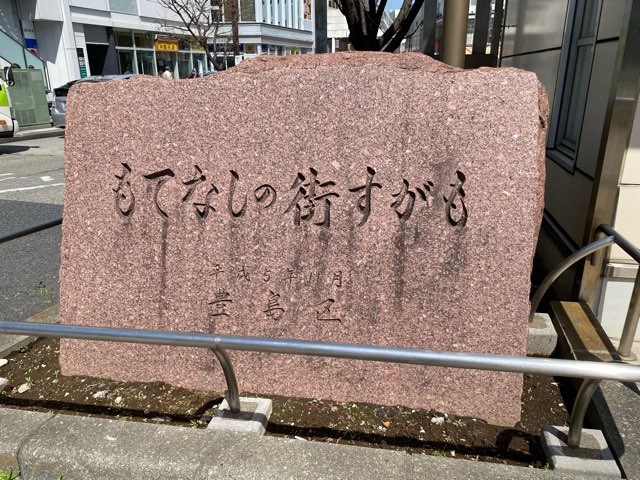 もてなしの街すがも
平成5年11月
豊島区